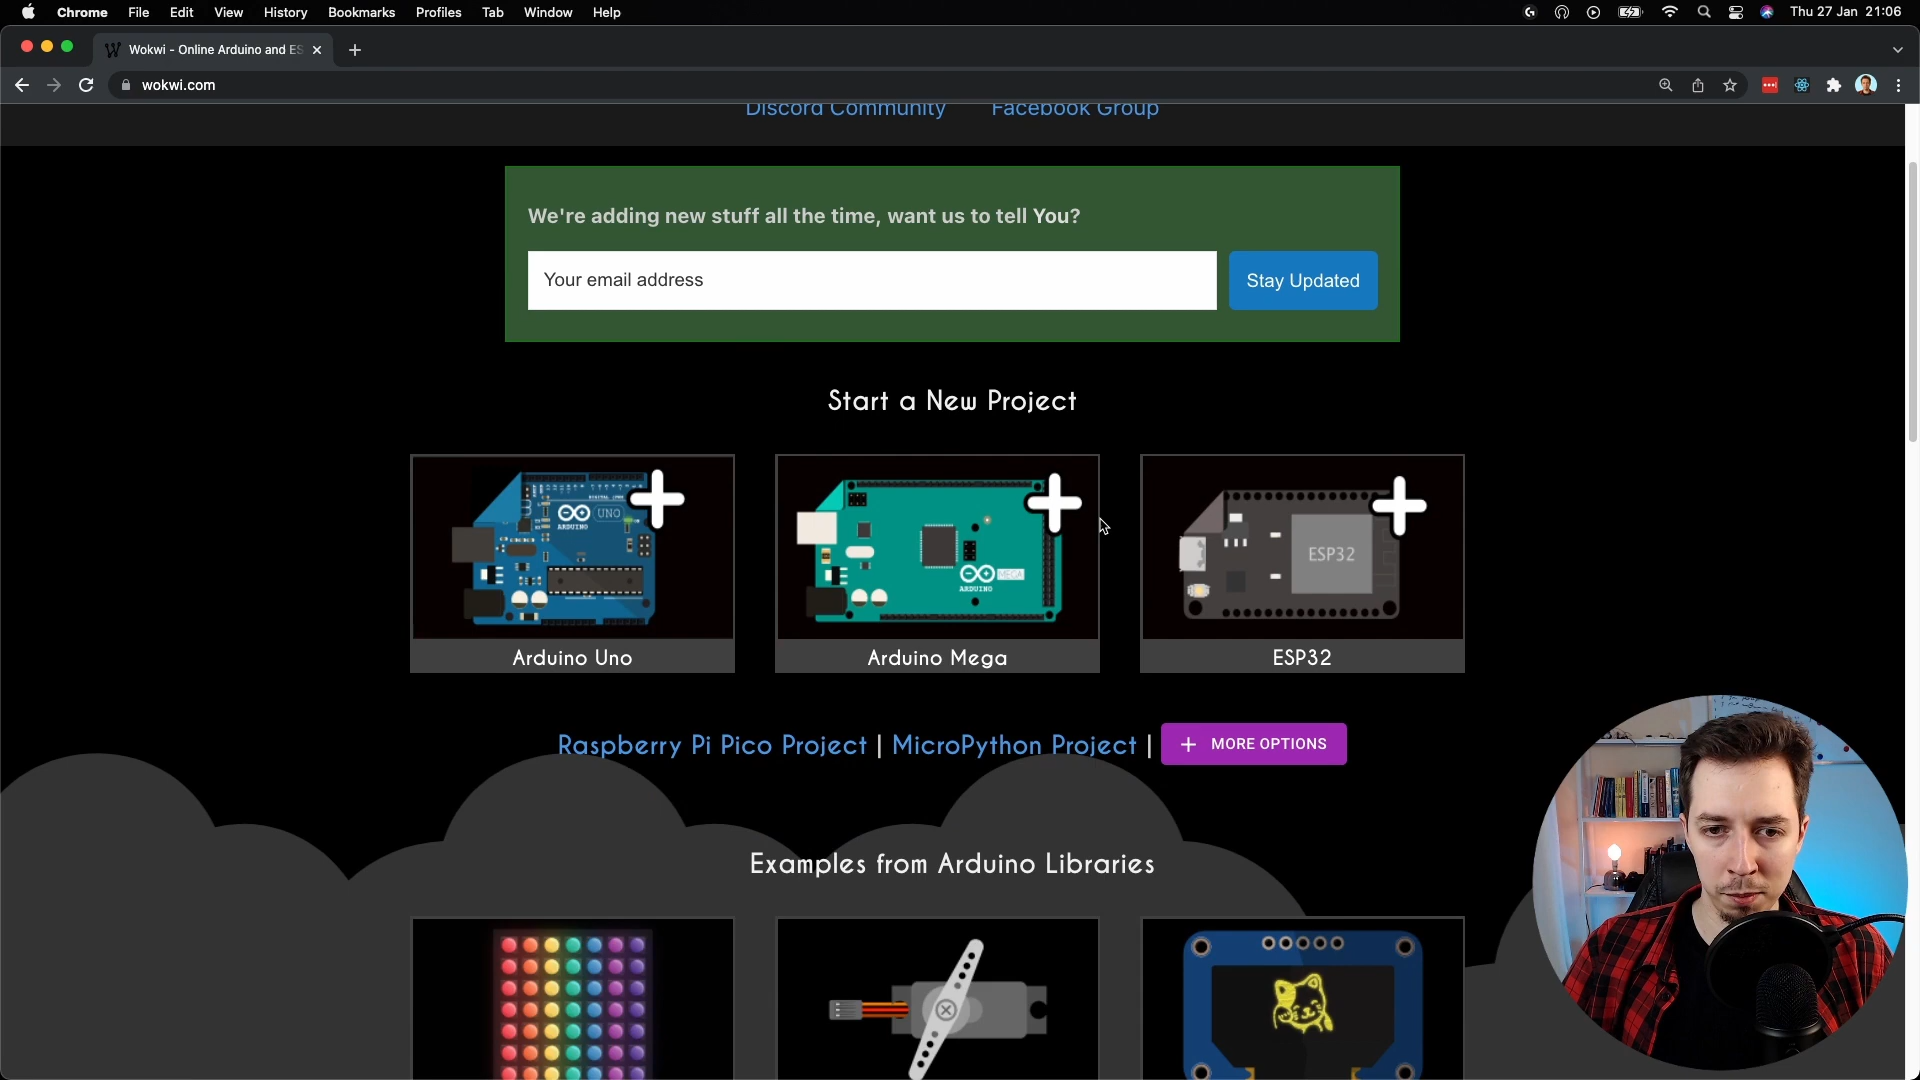 Chrome File Edit View History Bookmarks Profiles Tab Window Help Thu 27 Jan 21:06
Wokwi - Online Arduino and ES
wokwi.com
Discord Community Facebook Group
We're adding new stuff all the time, want us to tell You?
Your email address Stay Updated
Start a New Project
UNO
ARDUINO
ESP32
MEGA
ARDUINO
Arduino Uno Arduino Mega ESP32
Raspberry Pi Pico Project | MicroPython Project | + MORE OPTIONS
Examples from Arduino Libraries